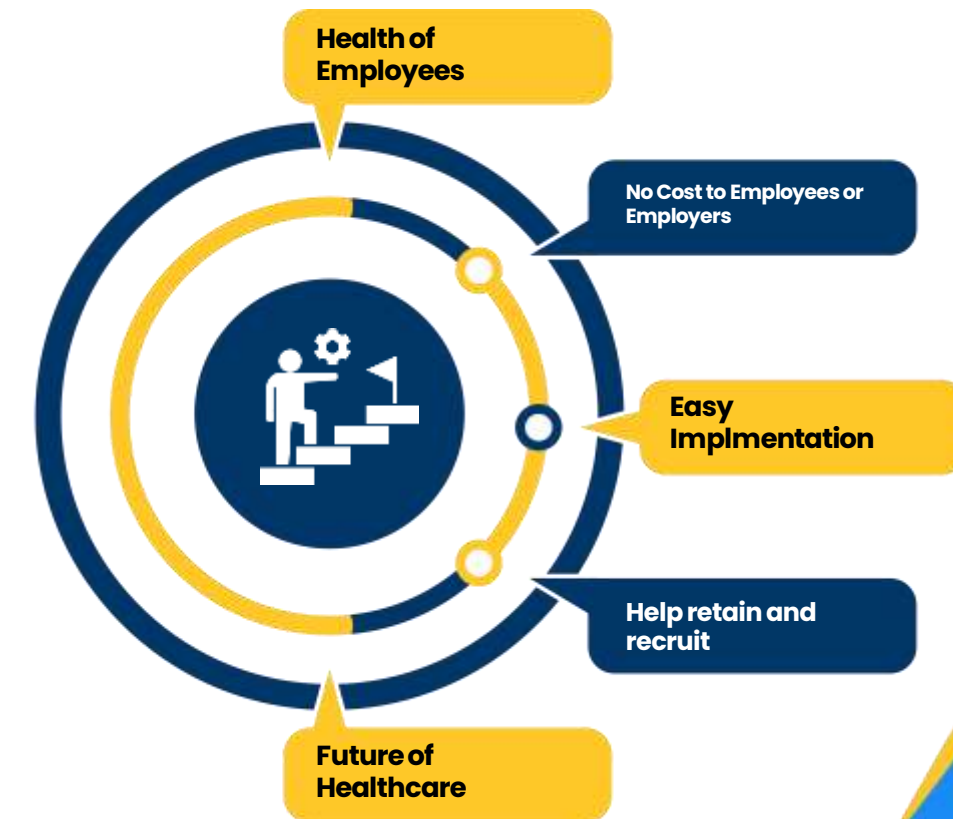 Health of
Employees
No Cost to Employees or
Employers
Easy
Implmentation
Help retain and
recruit
Future of
Healthcare